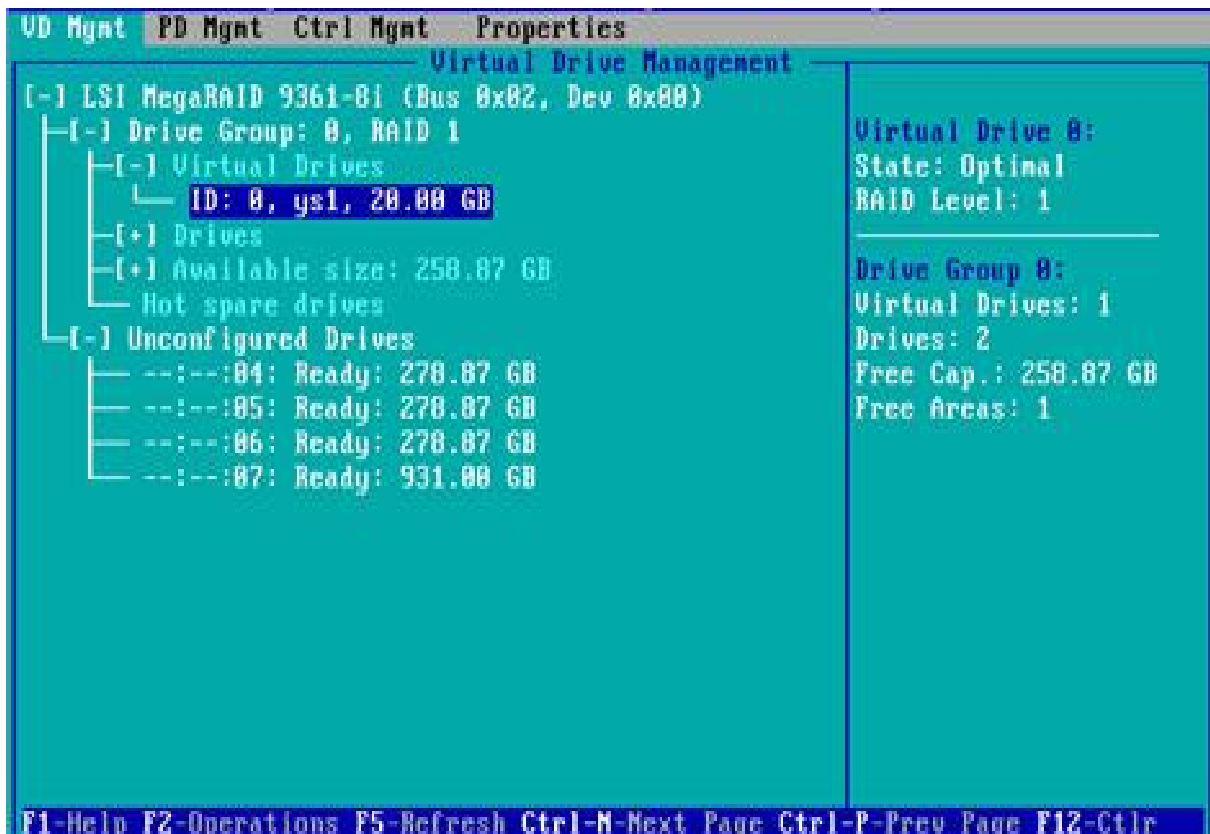 VD Mgmt PD Mgmt Ctrl Mgmt Properties
Virtual Drive Management
[-] LSI MegaRAID 9361-8i (Bus 0x02, Dev 0x00)
[-] Drive Group: 0, RAID 1
[-] Virtual Drives
ID: 0, ys1, 20.00 GB
[+] Drives
[+] Available size: 258.87 GB
Hot spare drives
[-] Unconfigured Drives
--:--:04: Ready: 278.87 GB
--:--:05: Ready: 278.87 GB
--:--:06: Ready: 278.87 GB
--:--:07: Ready: 931.00 GB
Virtual Drive 0:
State: Optimal
RAID Level: 1
Drive Group 0:
Virtual Drives: 1
Drives: 2
Free Cap.: 258.87 GB
Free Areas: 1
F1-Help F2-Operations F5-Refresh Ctrl-N-Next Page Ctrl-P-Prev Page F12-Ctlr